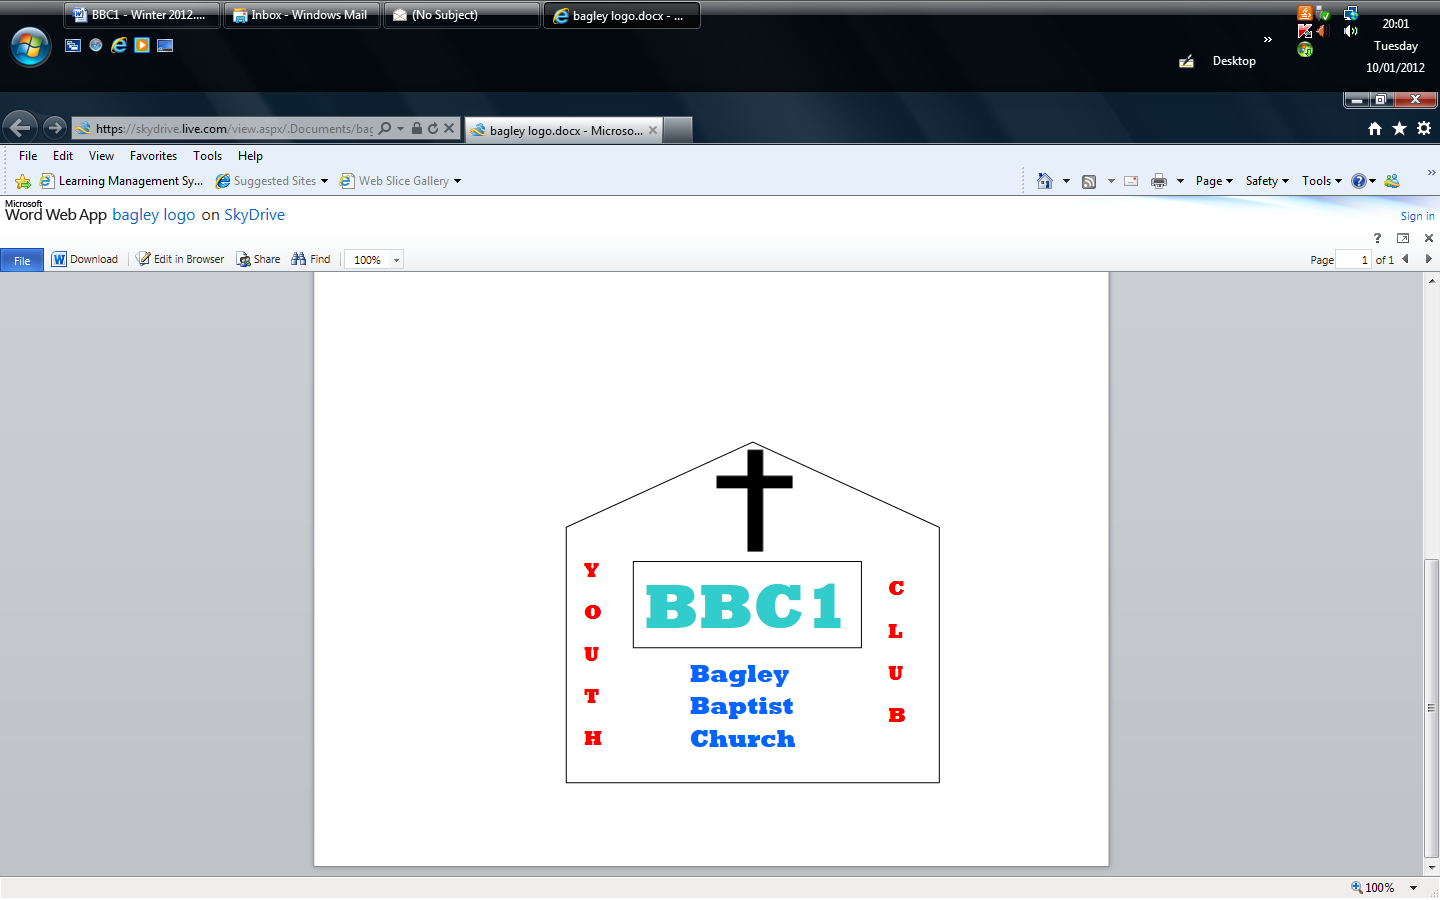 BBC1 - Winter 2012....
Inbox - Windows Mail
(No Subject)
bagley logo.docx - ...
20:01
Tuesday
10/01/2012
»
Desktop
https://skydrive.live.com/view.aspx/.Documents/bag
bagley logo.docx - Microso...
File Edit View Favorites Tools Help
Learning Management Sy...
Suggested Sites
Web Slice Gallery
Page Safety Tools
»
Microsoft
Word Web App bagley logo on SkyDrive
Sign in
File Download Edit in Browser Share Find 100%
Page 1 of 1
BBC1
Bagley
Baptist
Church
Y
O
U
T
H
C
L
U
B
100%